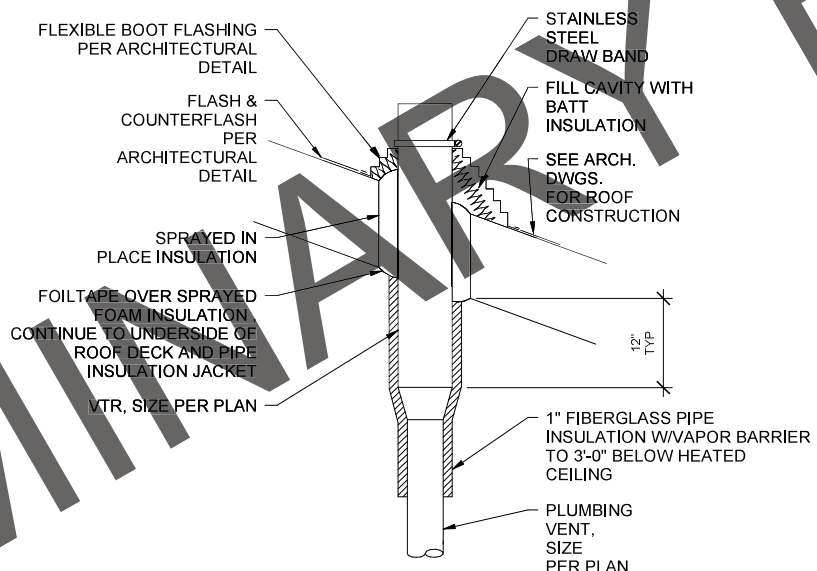 FLEXIBLE BOOT FLASHING
PER ARCHITECTURAL
DETAIL
FLASH &
COUNTERFLASH
PER
ARCHITECTURAL
DETAIL
SPRAYED IN
PLACE INSULATION
FOILTAPE OVER SPRAYED
FOAM INSULATION ,
CONTINUE TO UNDERSIDE OF
ROOF DECK AND PIPE
INSULATION JACKET
VTR, SIZE PER PLAN
STAINLESS
STEEL
DRAW BAND
FILL CAVITY WITH
BATT
INSULATION
SEE ARCH.
DWGS.
FOR ROOF
CONSTRUCTION
12"
TYP
1" FIBERGLASS PIPE
INSULATION W/VAPOR BARRIER
TO 3'-0" BELOW HEATED
CEILING
PLUMBING
VENT,
SIZE
PER PLAN
MINARY